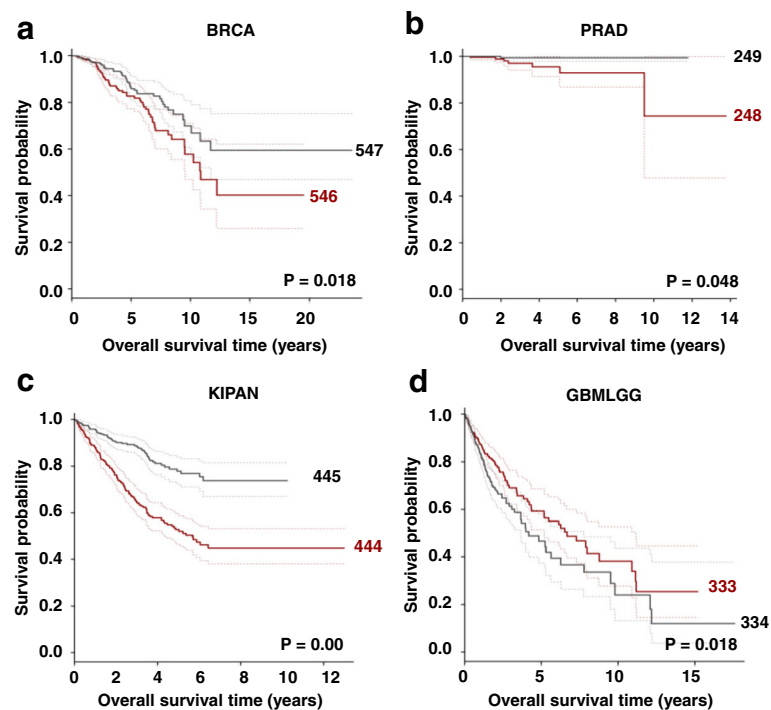 a
BRCA
Survival probability
1.0
0.8
0.6
0.4
0.2
0.0
547
546
P = 0.018
0 5 10 15 20
Overall survival time (years)
b
PRAD
Survival probability
1.0
0.8
0.6
0.4
0.2
0.0
249
248
P = 0.048
0 2 4 6 8 10 12 14
Overall survival time (years)
c
KIPAN
Survival probability
1.0
0.8
0.6
0.4
0.2
0.0
445
444
P = 0.00
0 2 4 6 8 10 12
Overall survival time (years)
d
GBMLGG
Survival probability
1.0
0.8
0.6
0.4
0.2
0.0
333
334
P = 0.018
0 5 10 15
Overall survival time (years)